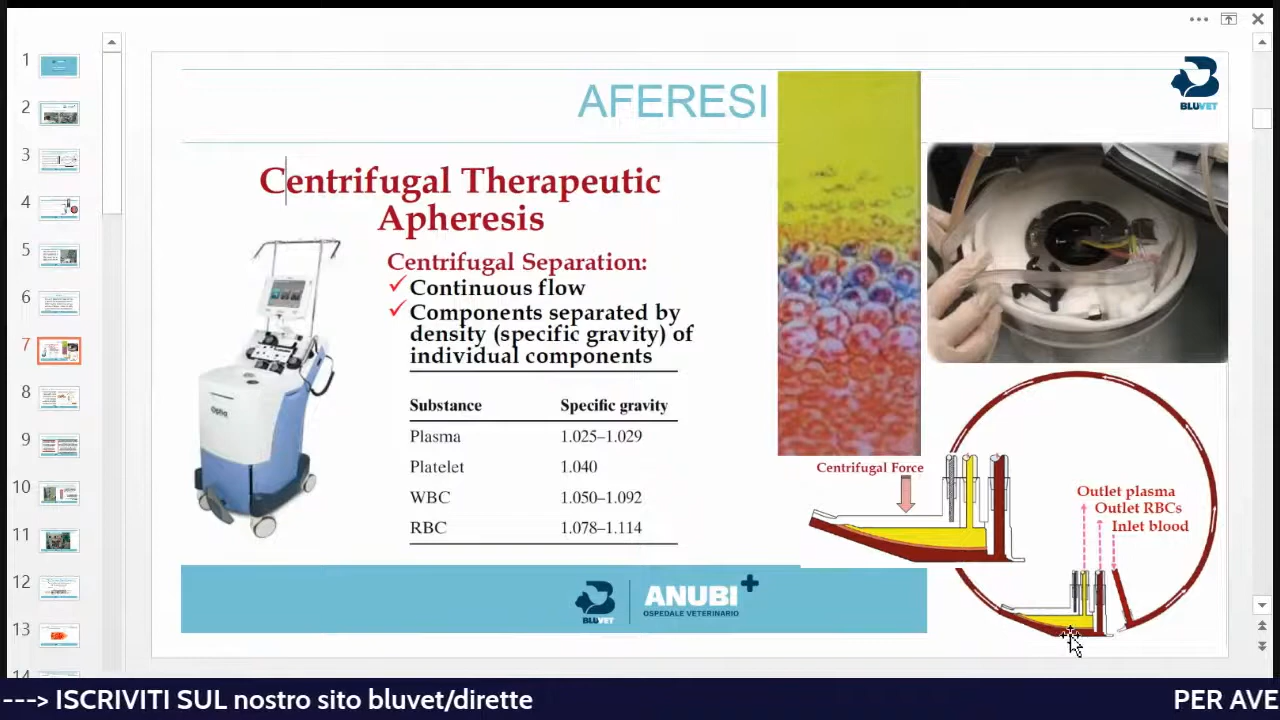 1
2
3
4
5
6
7
8
9
10
11
12
13
14
AFERESI
BLUVET
Centrifugal Therapeutic
Apheresis
Centrifugal Separation:
✓ Continuous flow
✓ Components separated by
density (specific gravity) of
individual components
Substance Specific gravity
Plasma 1.025–1.029
Platelet 1.040
WBC 1.050–1.092
RBC 1.078–1.114
Centrifugal Force
Outlet plasma
Outlet RBCs
Inlet blood
BLUVET
ANUBI
OSPEDALE VETERINARIO
---> ISCRIVITI SUL nostro sito bluvet/dirette
PER AVE